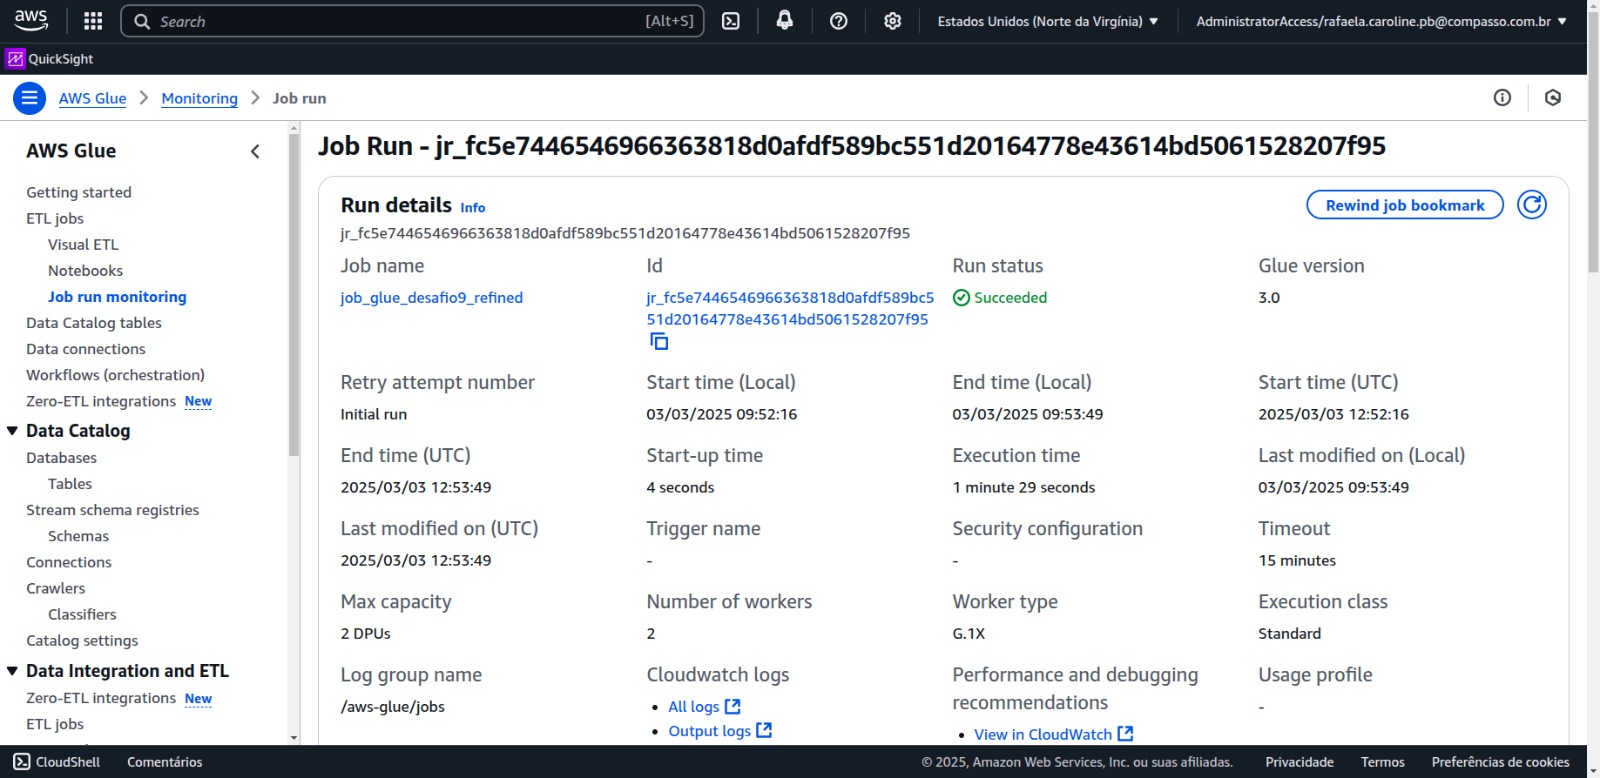 aws
Search [Alt+S]
Estados Unidos (Norte da Virgínia) ▼
AdministratorAccess/rafaela.caroline.pb@compasso.com.br ▼
QuickSight
AWS Glue > Monitoring > Job run
AWS Glue
Getting started
ETL jobs
Visual ETL
Notebooks
Job run monitoring
Data Catalog tables
Data connections
Workflows (orchestration)
Zero-ETL integrations New
Data Catalog
Databases
Tables
Stream schema registries
Schemas
Connections
Crawlers
Classifiers
Catalog settings
Data Integration and ETL
Zero-ETL integrations New
ETL jobs
Job Run - jr_fc5e7446546966363818d0afdf589bc551d20164778e43614bd5061528207f95
Run details Info
Rewind job bookmark
jr_fc5e7446546966363818d0afdf589bc551d20164778e43614bd5061528207f95
Job name
job_glue_desafio9_refined
Id
jr_fc5e7446546966363818d0afdf589bc5
51d20164778e43614bd5061528207f95
Run status
Succeeded
Glue version
3.0
Retry attempt number
Initial run
Start time (Local)
03/03/2025 09:52:16
End time (Local)
03/03/2025 09:53:49
Start time (UTC)
2025/03/03 12:52:16
End time (UTC)
2025/03/03 12:53:49
Start-up time
4 seconds
Execution time
1 minute 29 seconds
Last modified on (Local)
03/03/2025 09:53:49
Last modified on (UTC)
2025/03/03 12:53:49
Trigger name
-
Security configuration
-
Timeout
15 minutes
Max capacity
2 DPUs
Number of workers
2
Worker type
G.1X
Execution class
Standard
Log group name
/aws-glue/jobs
Cloudwatch logs
• All logs
• Output logs
Performance and debugging
recommendations
• View in CloudWatch
Usage profile
-
CloudShell
Comentários
© 2025, Amazon Web Services, Inc. ou suas afiliadas.
Privacidade
Termos
Preferências de cookies